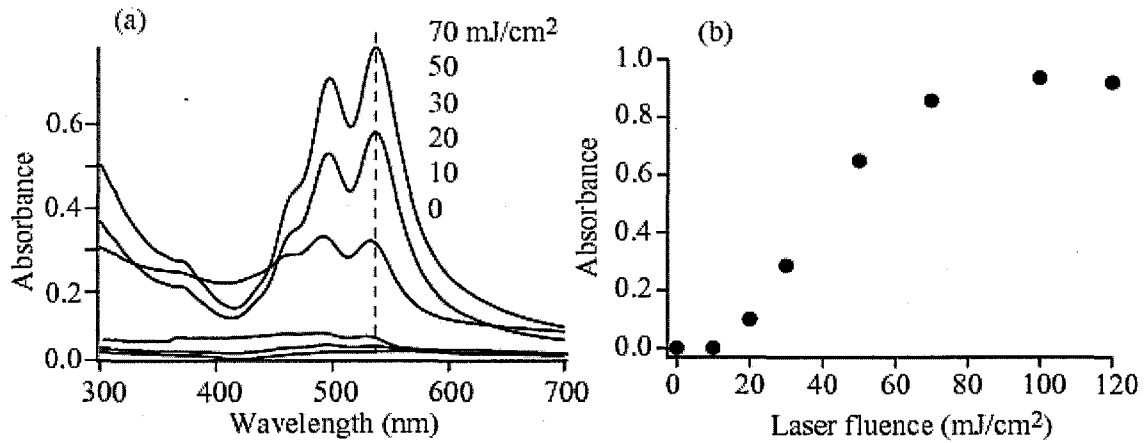 (a)
70 mJ/cm²
50
30
20
10
0
0.6
0.4
0.2
0.0
Absorbance
300 400 500 600 700
Wavelength (nm)
(b)
1.0
0.8
0.6
0.4
0.2
0.0
Absorbance
0 20 40 60 80 100 120
Laser fluence (mJ/cm²)